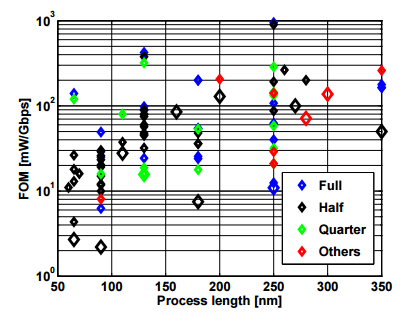 10³
10²
10¹
10⁰
FOM [mW/Gbps]
Full
Half
Quarter
Others
50 100 150 200 250 300 350
Process length [nm]